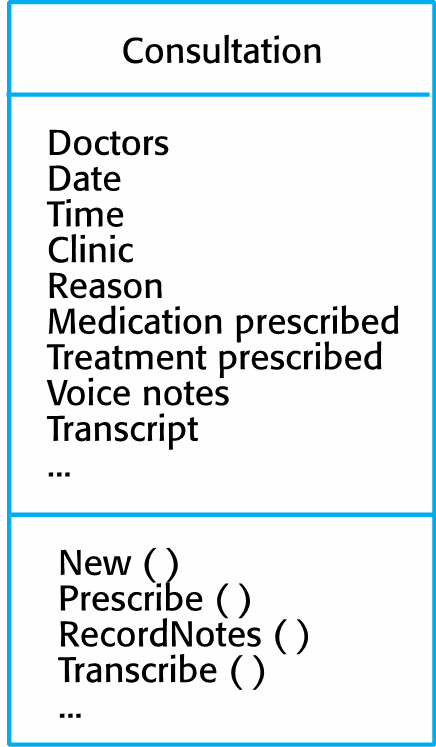 Consultation
Doctors
Date
Time
Clinic
Reason
Medication prescribed
Treatment prescribed
Voice notes
Transcript
...
New ( )
Prescribe ( )
RecordNotes ( )
Transcribe ( )
...